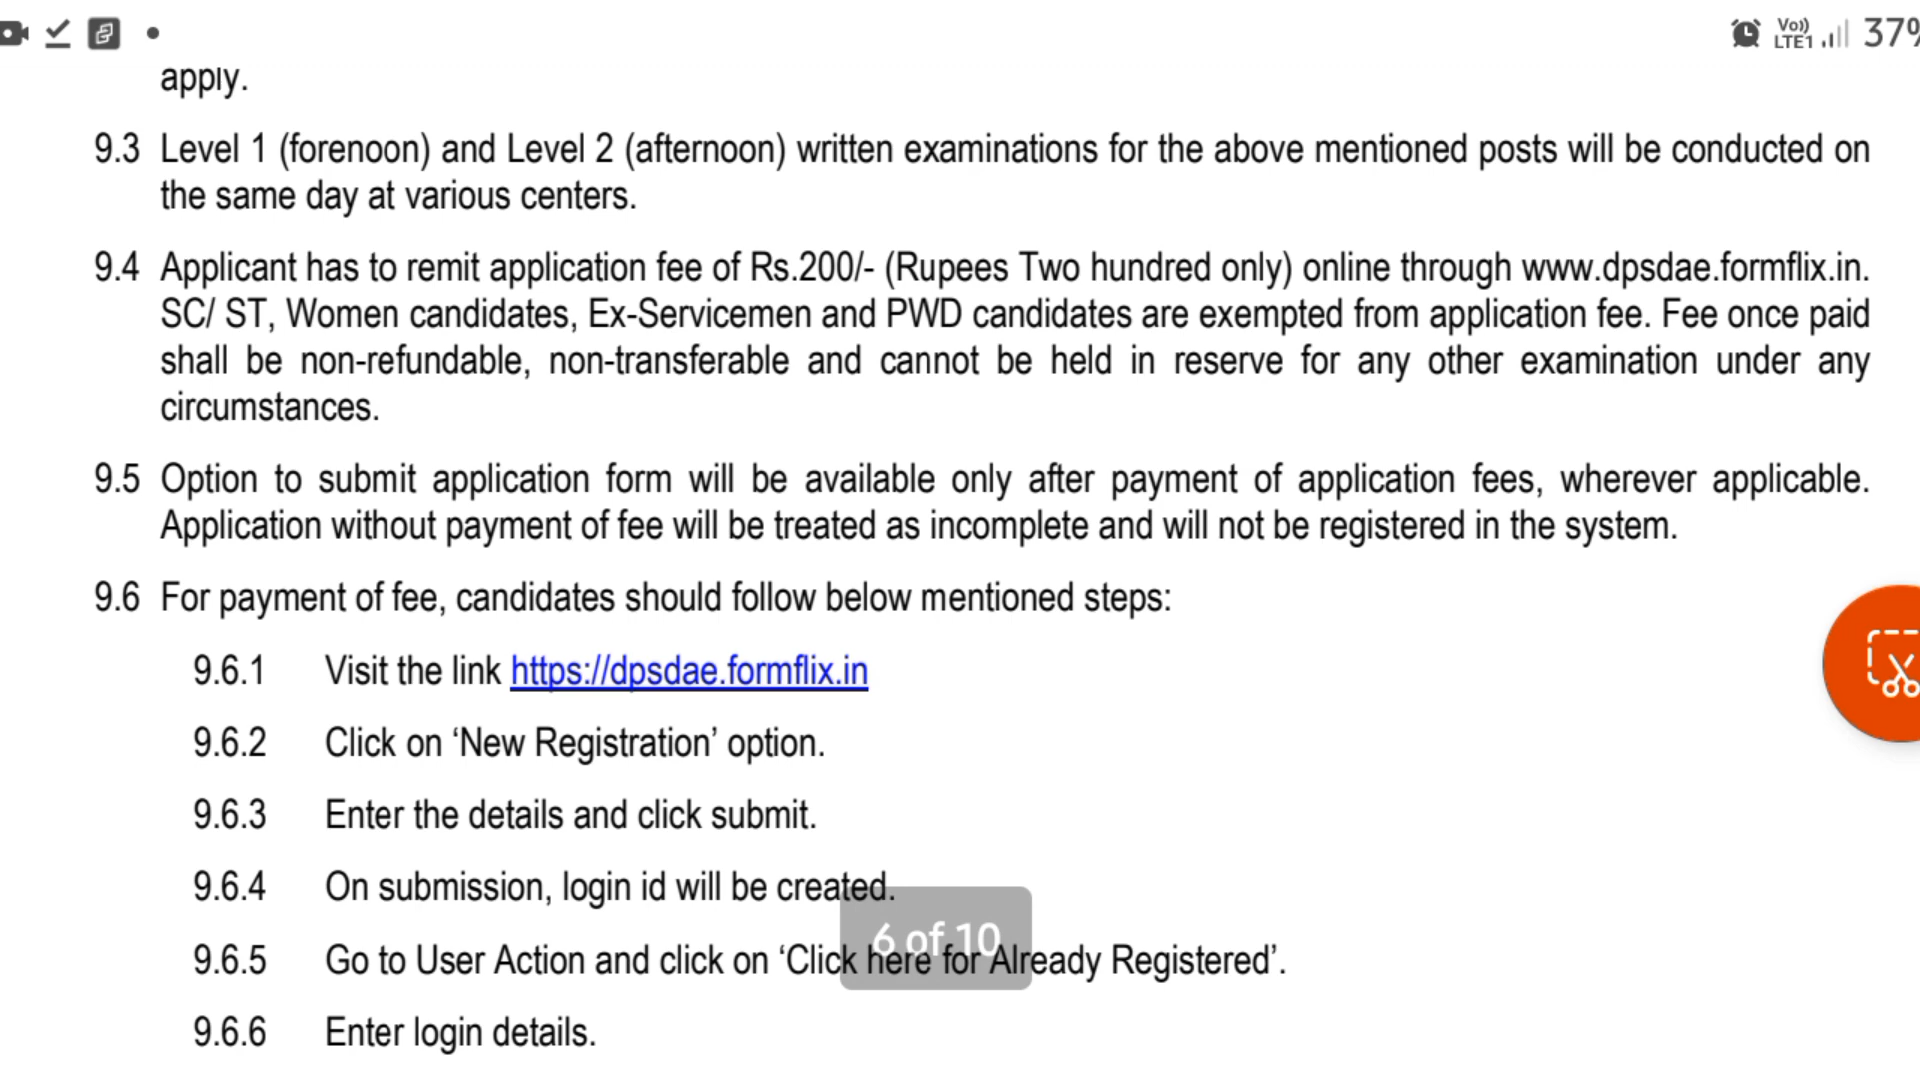 Vo)) LTE1 37%
apply.
9.3 Level 1 (forenoon) and Level 2 (afternoon) written examinations for the above mentioned posts will be conducted on
the same day at various centers.
9.4 Applicant has to remit application fee of Rs.200/- (Rupees Two hundred only) online through www.dpsdae.formflix.in.
SC/ ST, Women candidates, Ex-Servicemen and PWD candidates are exempted from application fee. Fee once paid
shall be non-refundable, non-transferable and cannot be held in reserve for any other examination under any
circumstances.
9.5 Option to submit application form will be available only after payment of application fees, wherever applicable.
Application without payment of fee will be treated as incomplete and will not be registered in the system.
9.6 For payment of fee, candidates should follow below mentioned steps:
9.6.1 Visit the link https://dpsdae.formflix.in
9.6.2 Click on ‘New Registration’ option.
9.6.3 Enter the details and click submit.
9.6.4 On submission, login id will be created.
6 of 10
9.6.5 Go to User Action and click on ‘Click here for Already Registered’.
9.6.6 Enter login details.